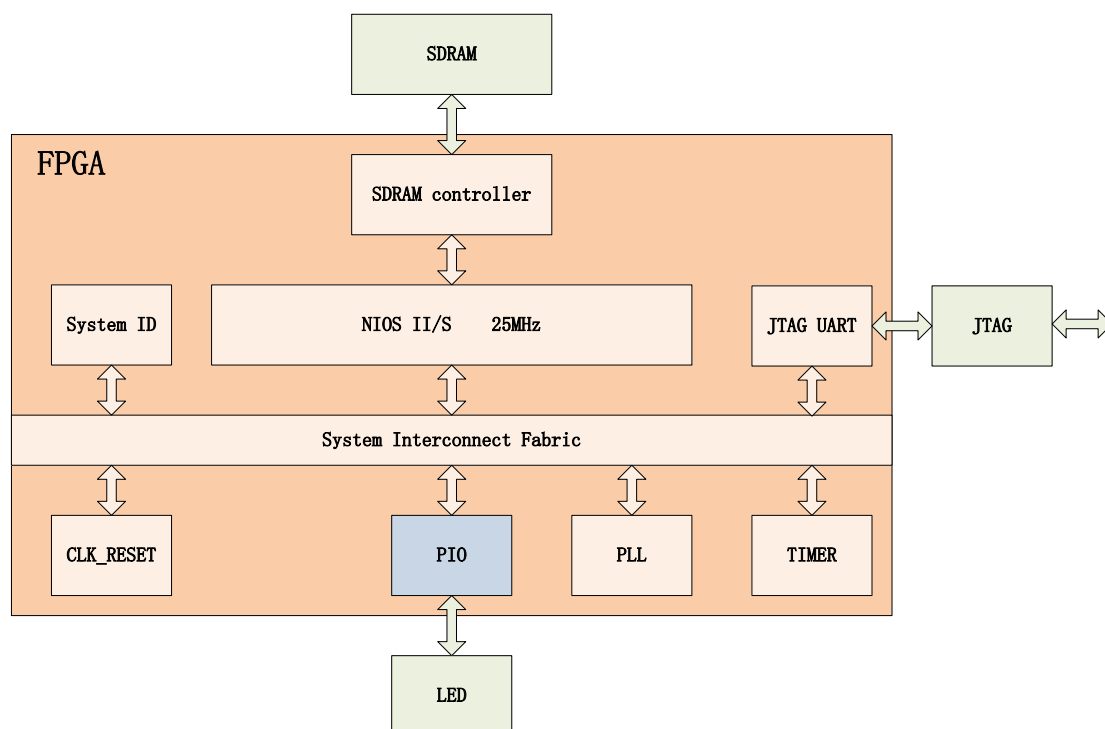 SDRAM
FPGA
SDRAM controller
System ID
NIOS II/S 25MHz
JTAG UART
JTAG
System Interconnect Fabric
CLK_RESET
PIO
PLL
TIMER
LED